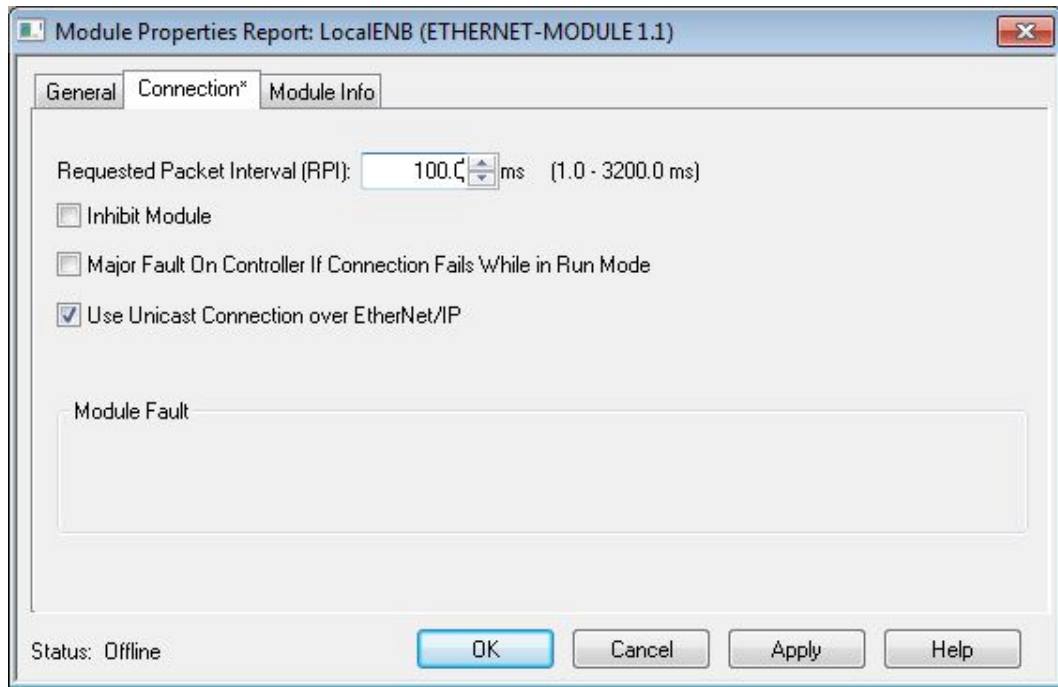 Module Properties Report: LocalENB (ETHERNET-MODULE 1.1)
General Connection* Module Info
Requested Packet Interval (RPI): 100.0 ms (1.0 - 3200.0 ms)
Inhibit Module
Major Fault On Controller If Connection Fails While in Run Mode
Use Unicast Connection over EtherNet/IP
Module Fault
Status: Offline OK Cancel Apply Help